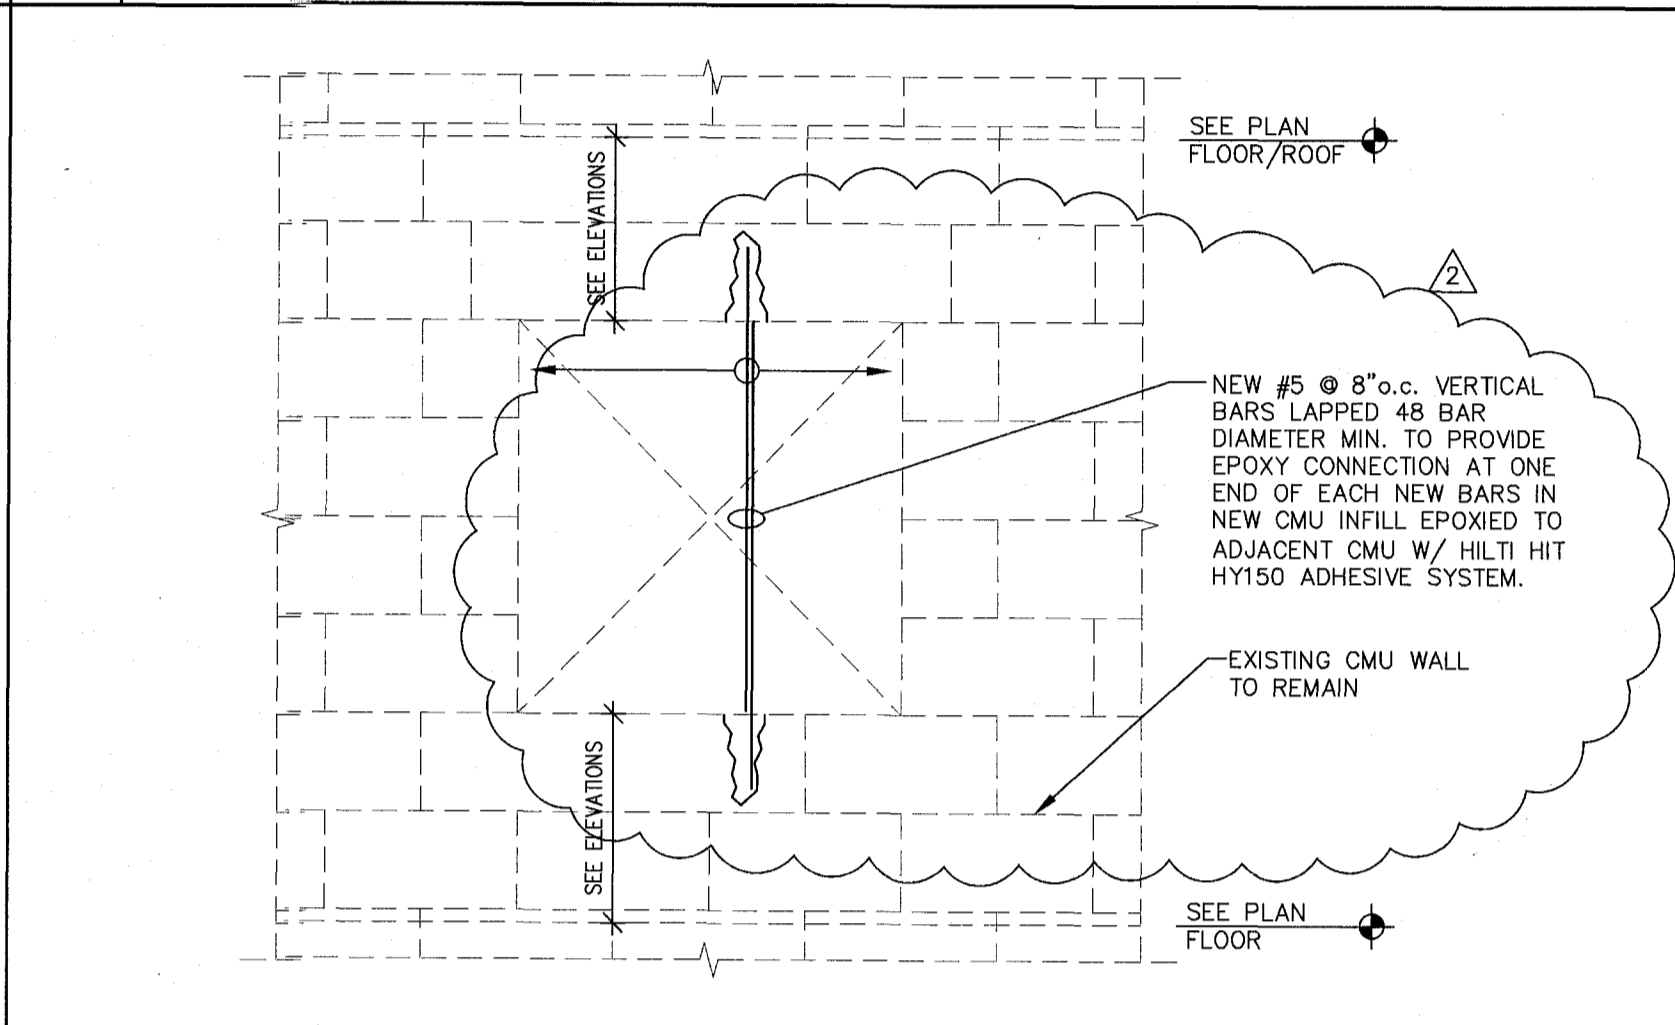 SEE PLAN
FLOOR/ROOF
SEE ELEVATIONS
2
NEW #5 @ 8"o.c. VERTICAL
BARS LAPPED 48 BAR
DIAMETER MIN. TO PROVIDE
EPOXY CONNECTION AT ONE
END OF EACH NEW BARS IN
NEW CMU INFILL EPOXIED TO
ADJACENT CMU W/ HILTI HIT
HY150 ADHESIVE SYSTEM.
EXISTING CMU WALL
TO REMAIN
SEE ELEVATIONS
SEE PLAN
FLOOR